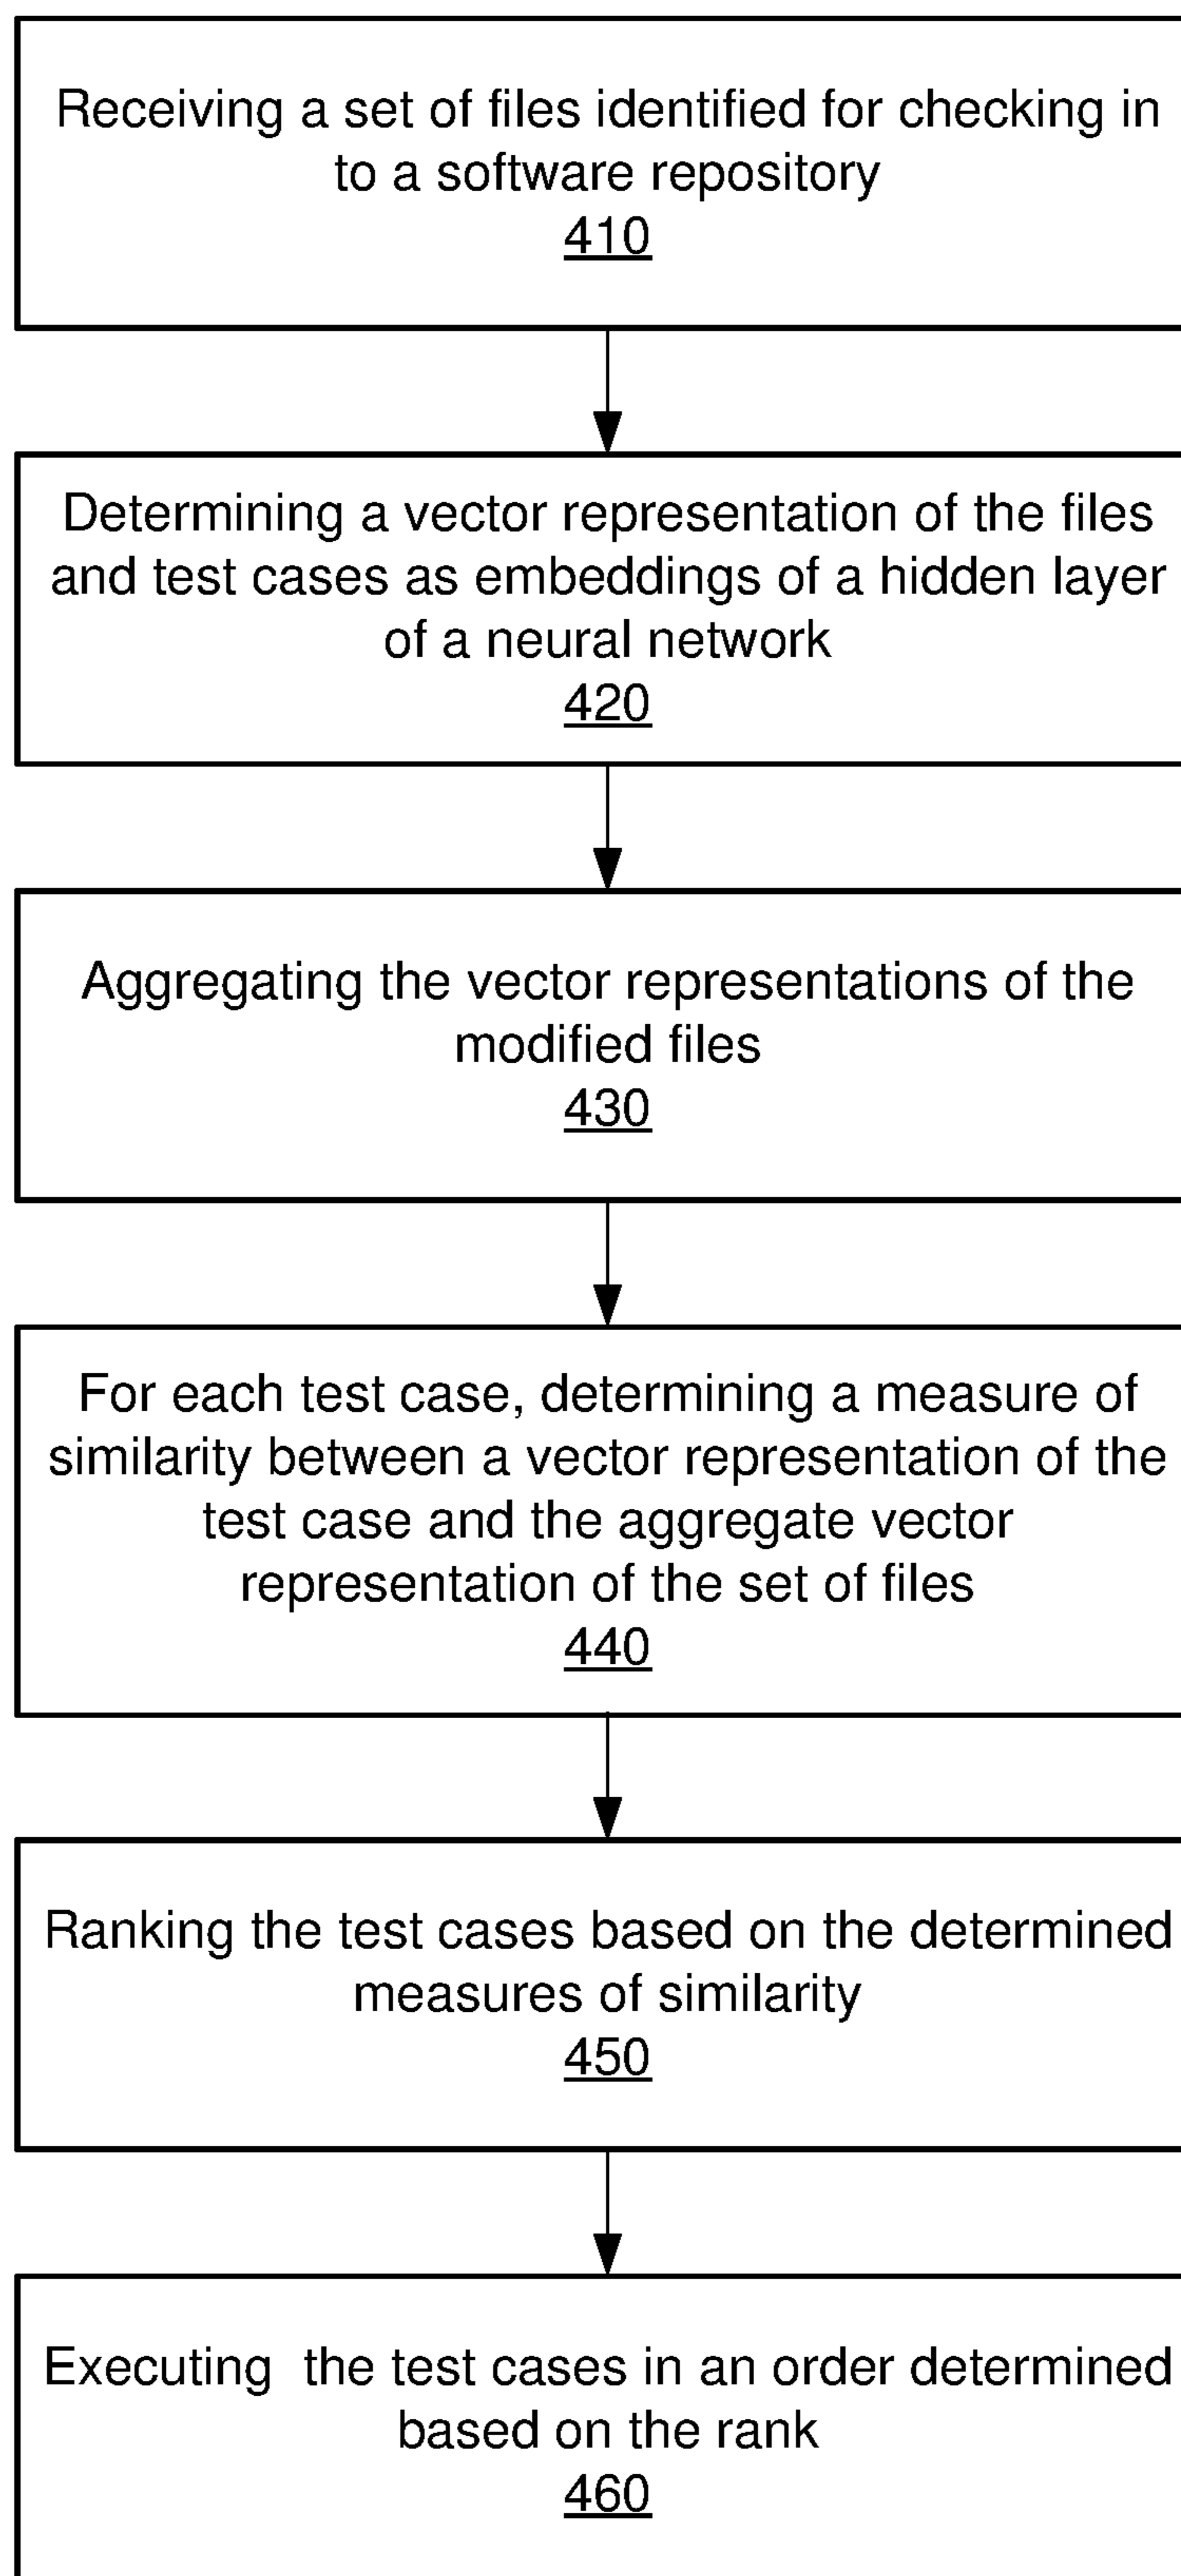 Receiving a set of files identified for checking in
to a software repository
410
Determining a vector representation of the files
and test cases as embeddings of a hidden layer
of a neural network
420
Aggregating the vector representations of the
modified files
430
For each test case, determining a measure of
similarity between a vector representation of the
test case and the aggregate vector
representation of the set of files
440
Ranking the test cases based on the determined
measures of similarity
450
Executing  the test cases in an order determined
based on the rank
460